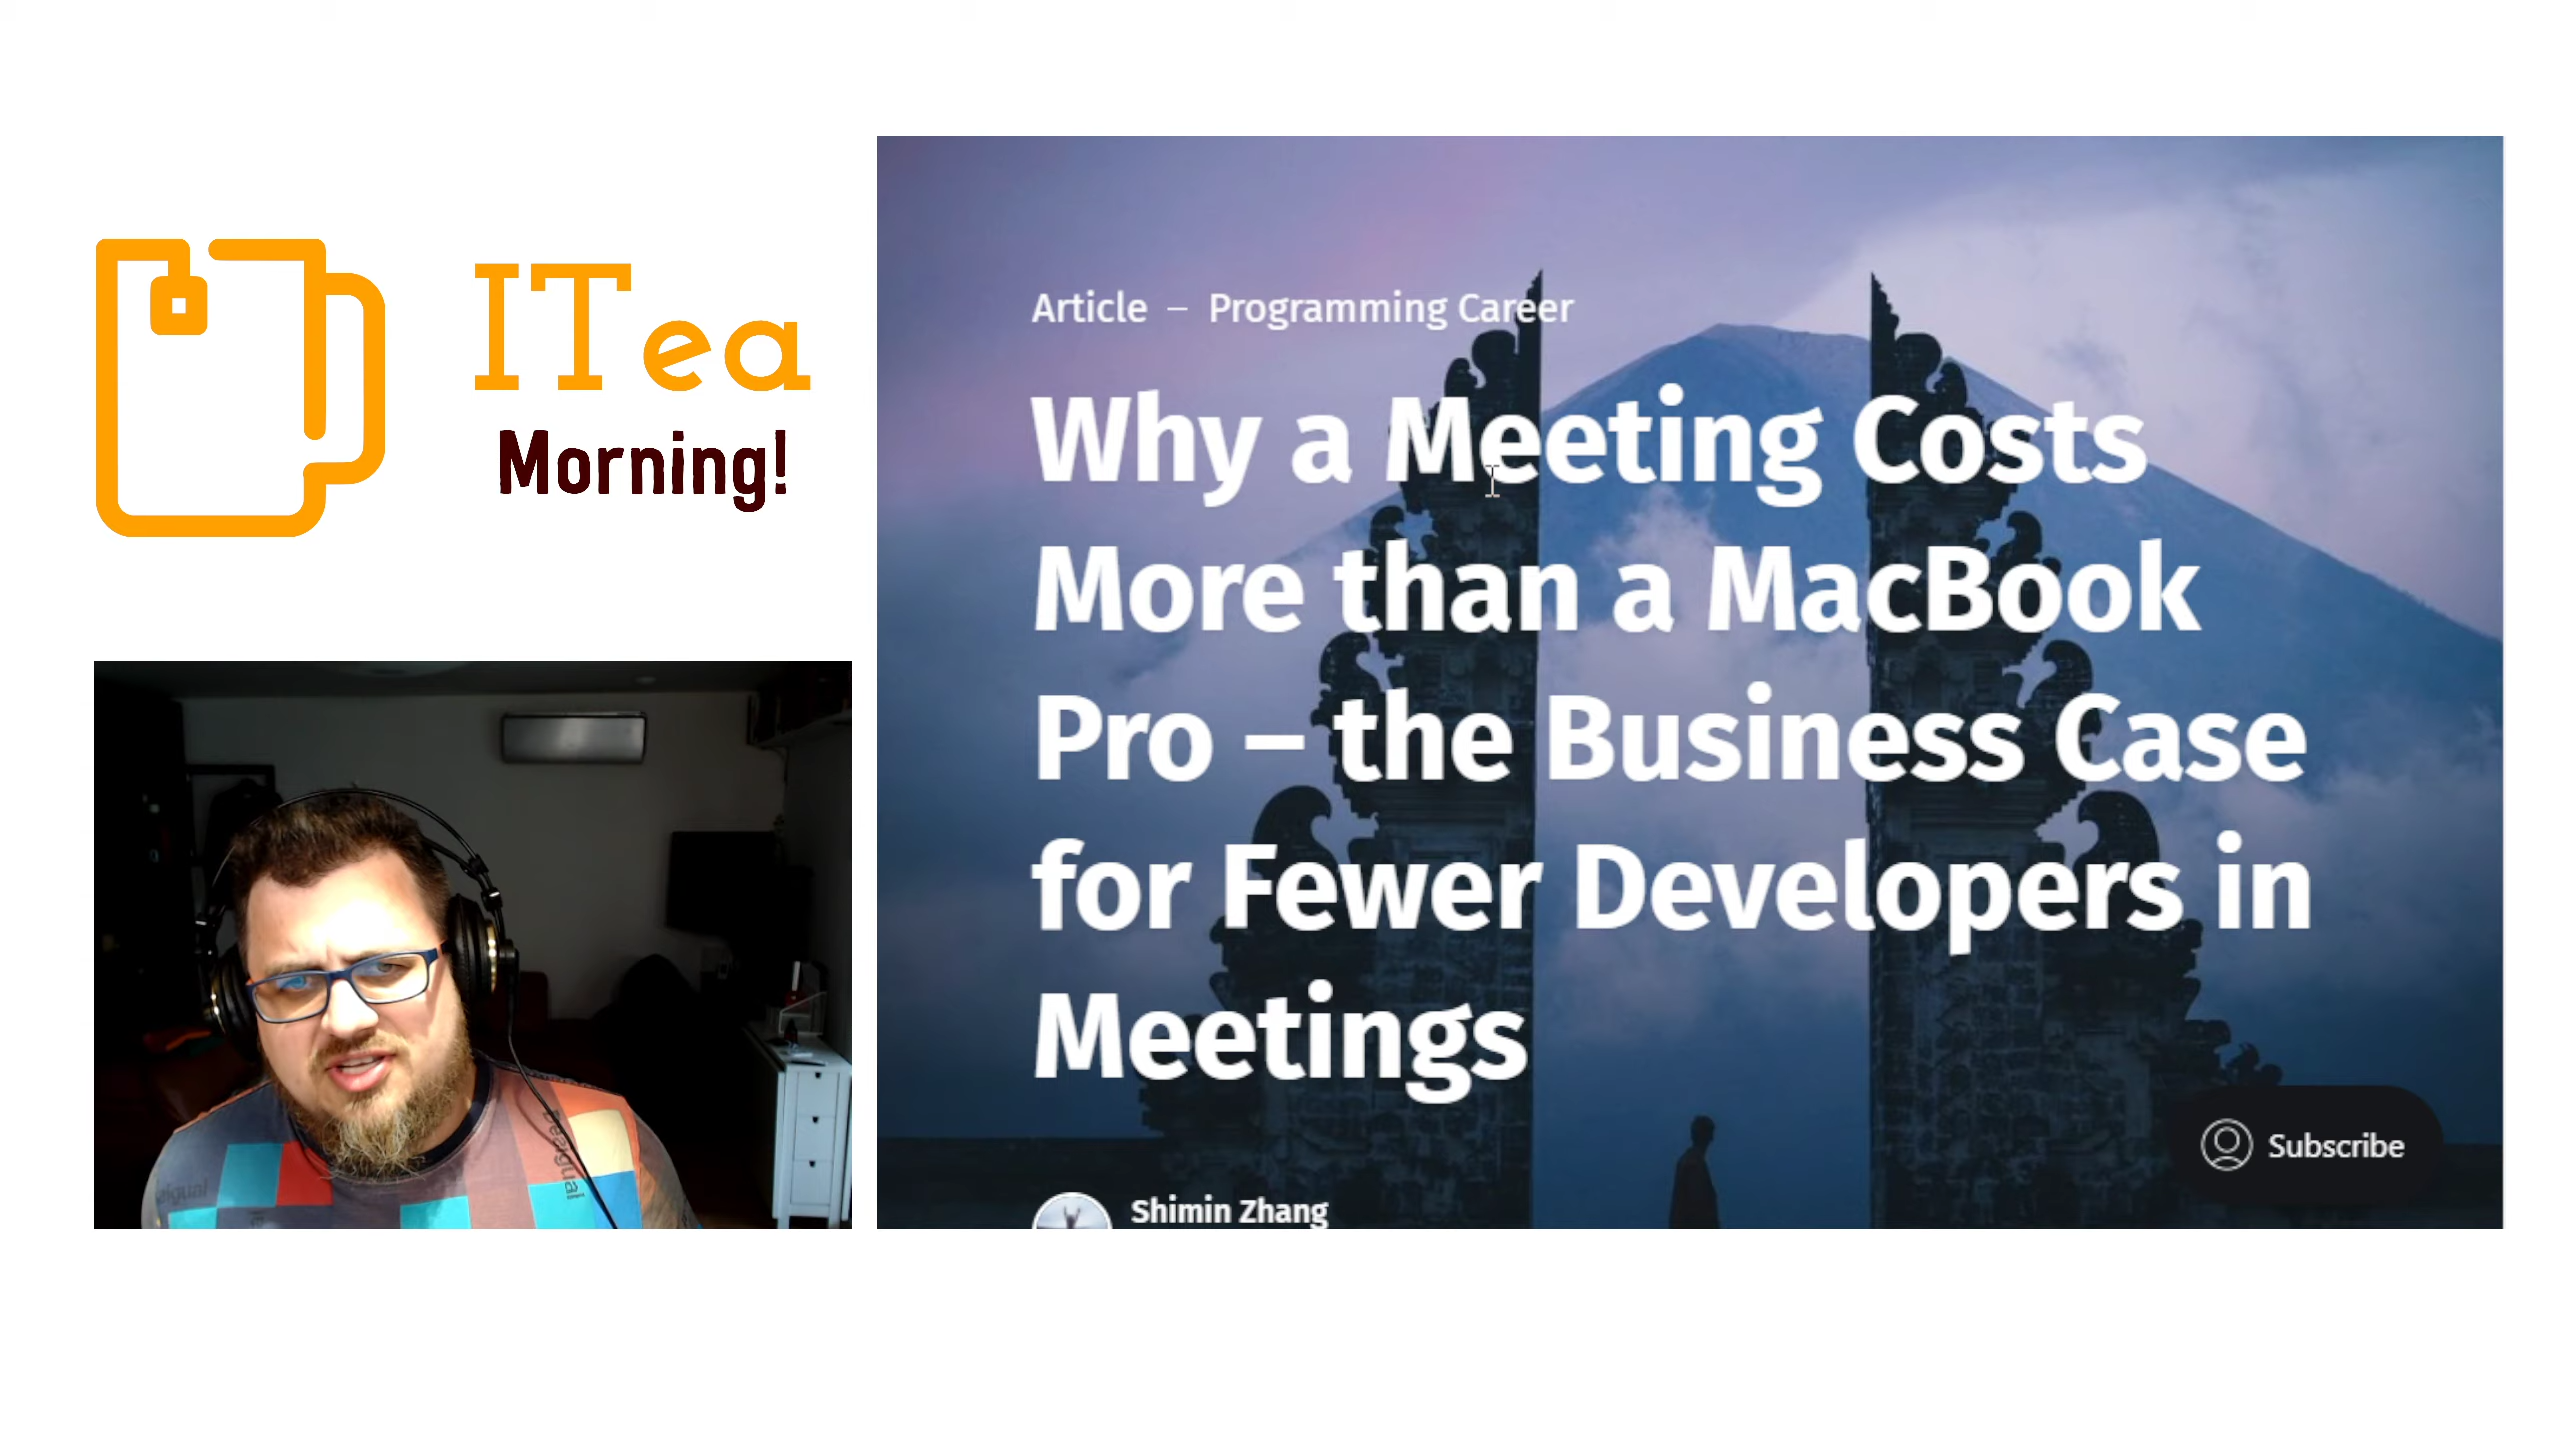 ITea
Morning!
Article – Programming Career
Why a Meeting Costs
More than a MacBook
Pro – the Business Case
for Fewer Developers in
Meetings
Subscribe
Shimin Zhang